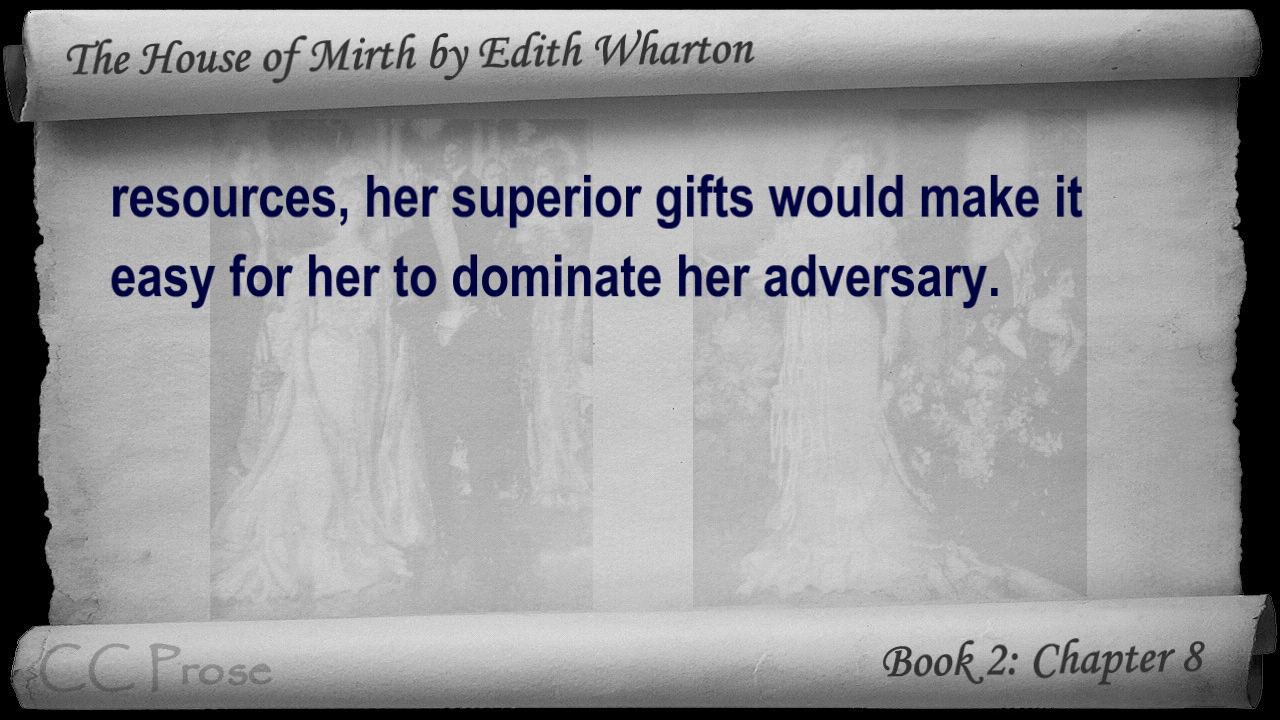 The House of Mirth by Edith Wharton
resources, her superior gifts would make it
easy for her to dominate her adversary.
CC Prose
Book 2: Chapter 8